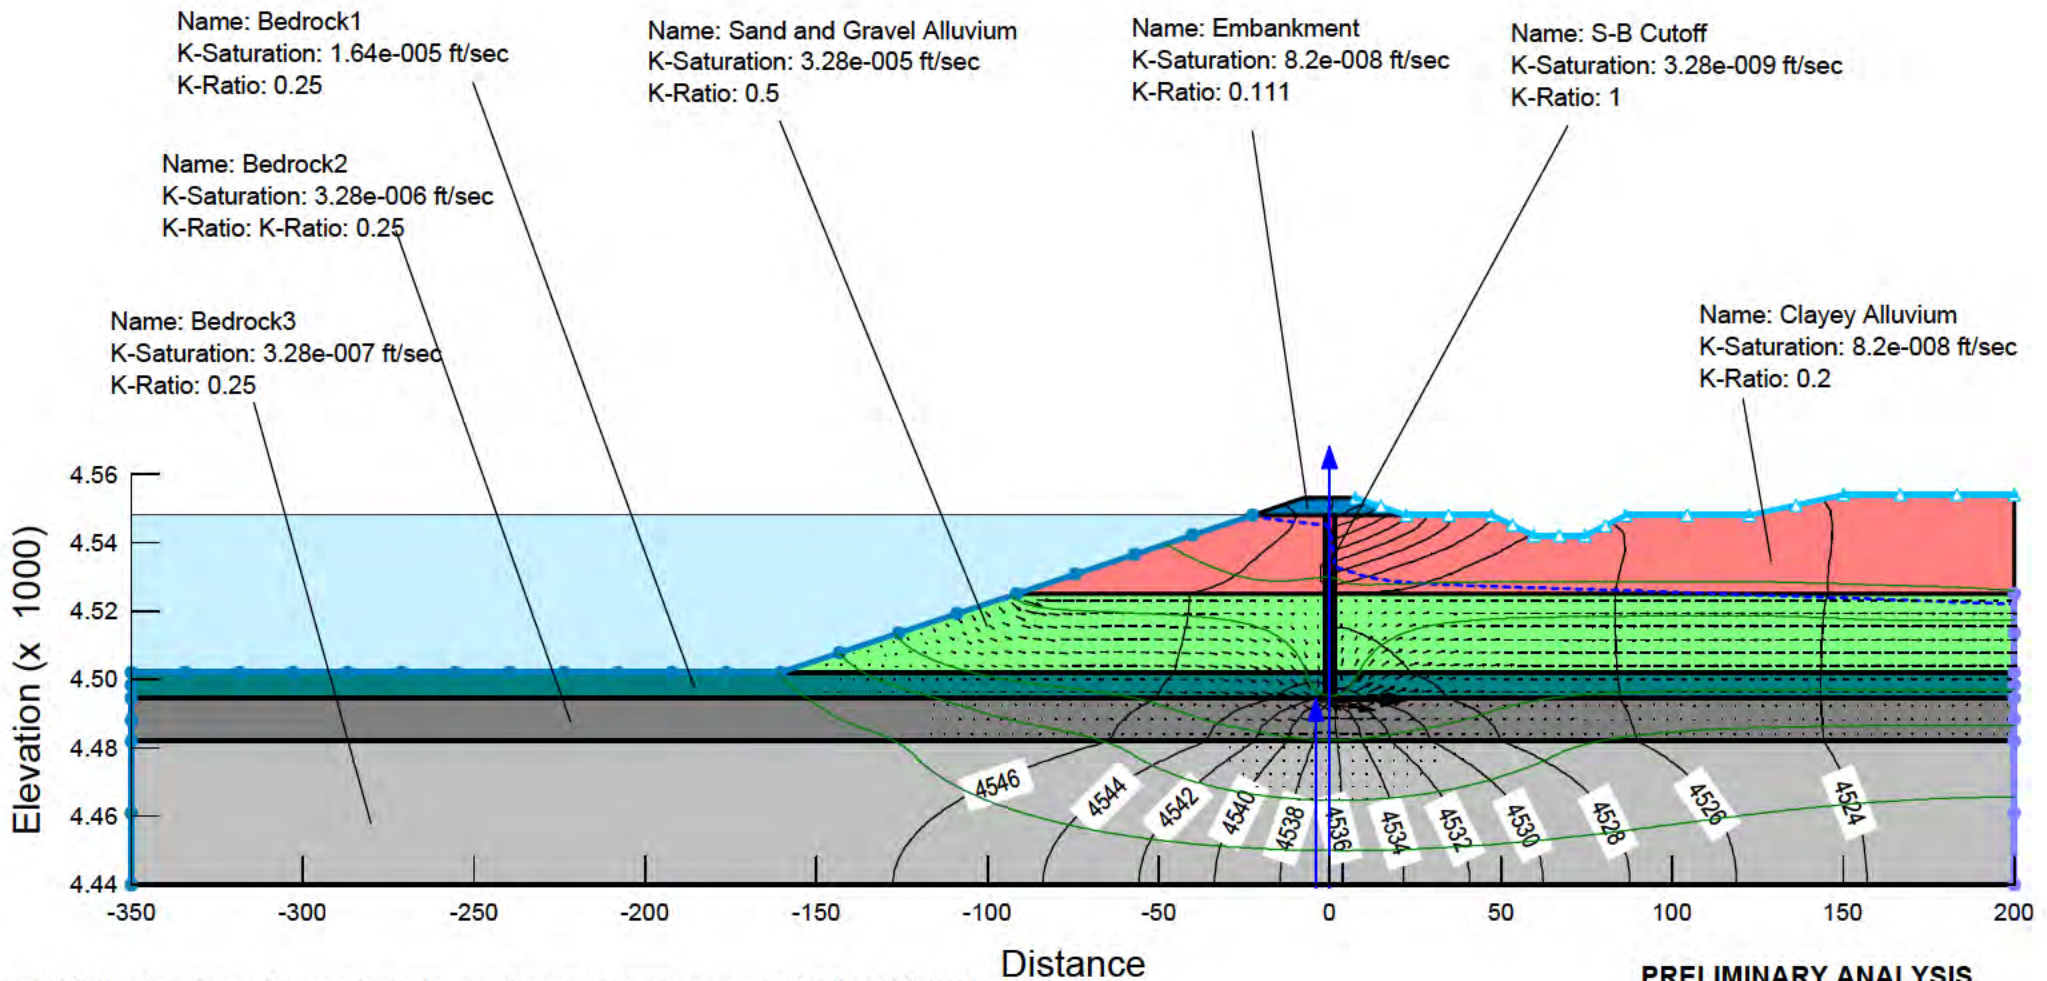 Name: Bedrock1
K-Saturation: 1.64e-005 ft/sec
K-Ratio: 0.25
Name: Sand and Gravel Alluvium
K-Saturation: 3.28e-005 ft/sec
K-Ratio: 0.5
Name: Embankment
K-Saturation: 8.2e-008 ft/sec
K-Ratio: 0.111
Name: S-B Cutoff
K-Saturation: 3.28e-009 ft/sec
K-Ratio: 1
Name: Bedrock2
K-Saturation: 3.28e-006 ft/sec
K-Ratio: K-Ratio: 0.25
Name: Bedrock3
K-Saturation: 3.28e-007 ft/sec
K-Ratio: 0.25
Name: Clayey Alluvium
K-Saturation: 8.2e-008 ft/sec
K-Ratio: 0.2
Elevation (x 1000)
4.56
4.54
4.52
4.50
4.48
4.46
4.44
4546
4544
4542
4540
4538
4536
4534
4532
4530
4528
4526
4524
-350
-300
-250
-200
-150
-100
-50
0
50
100
150
200
Distance
PRELIMINARY ANALYSIS